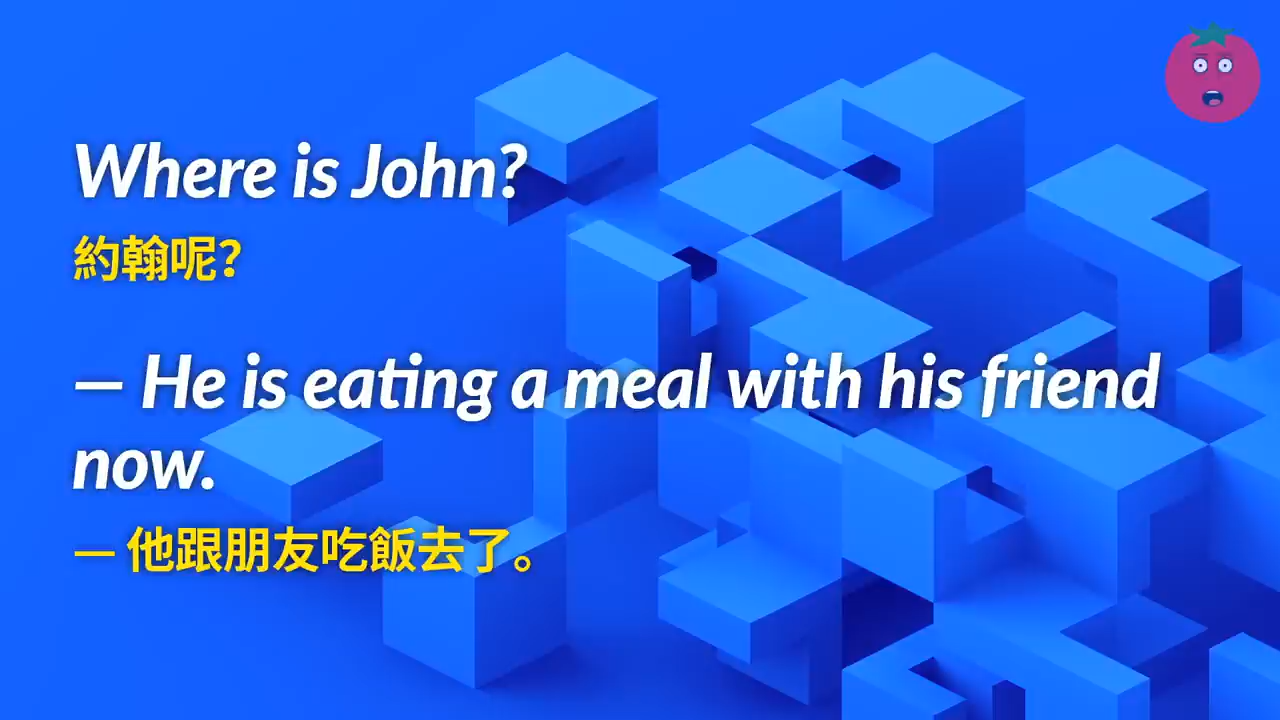 Where is John?
約翰呢？
— He is eating a meal with his friend
now.
— 他跟朋友吃飯去了。